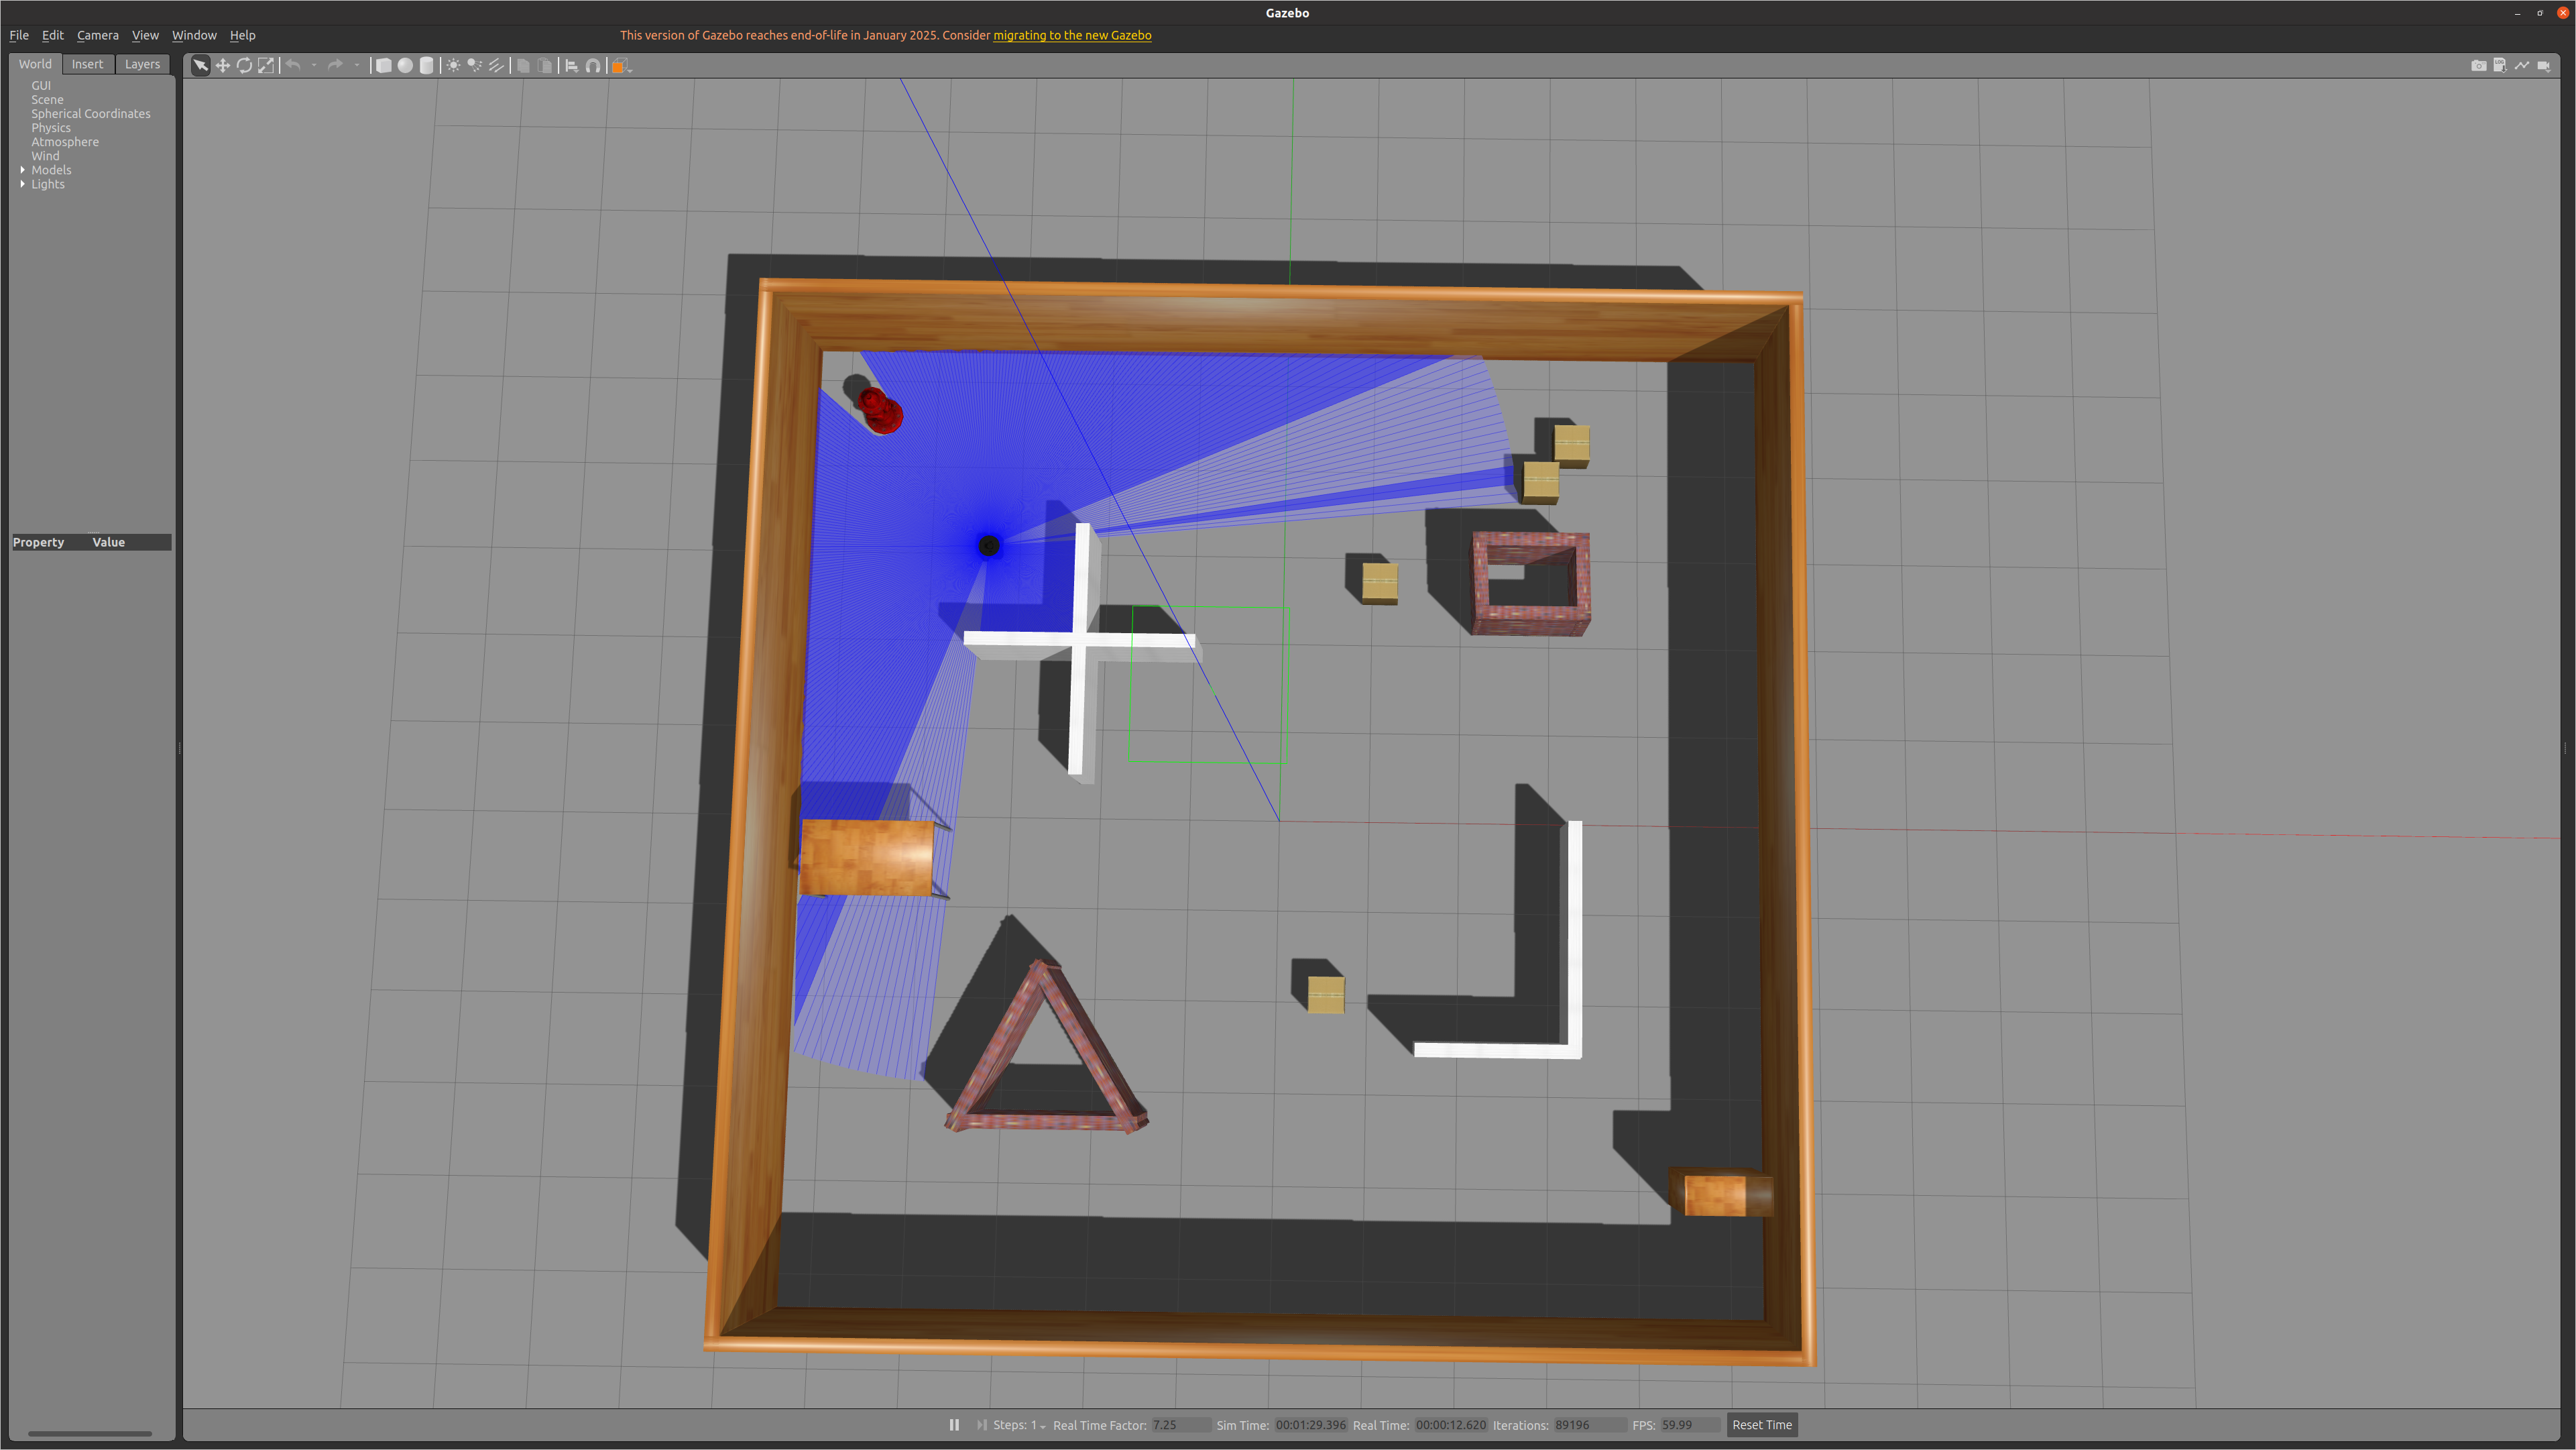 Gazebo
File Edit Camera View Window Help
This version of Gazebo reaches end-of-life in January 2025. Consider migrating to the new Gazebo
World Insert Layers
GUI
Scene
Spherical Coordinates
Physics
Atmosphere
Wind
Models
Lights
Property Value
Steps: 1 Real Time Factor: 7.25 Sim Time: 00:01:29.396 Real Time: 00:00:12.620 Iterations: 89196 FPS: 59.99 Reset Time